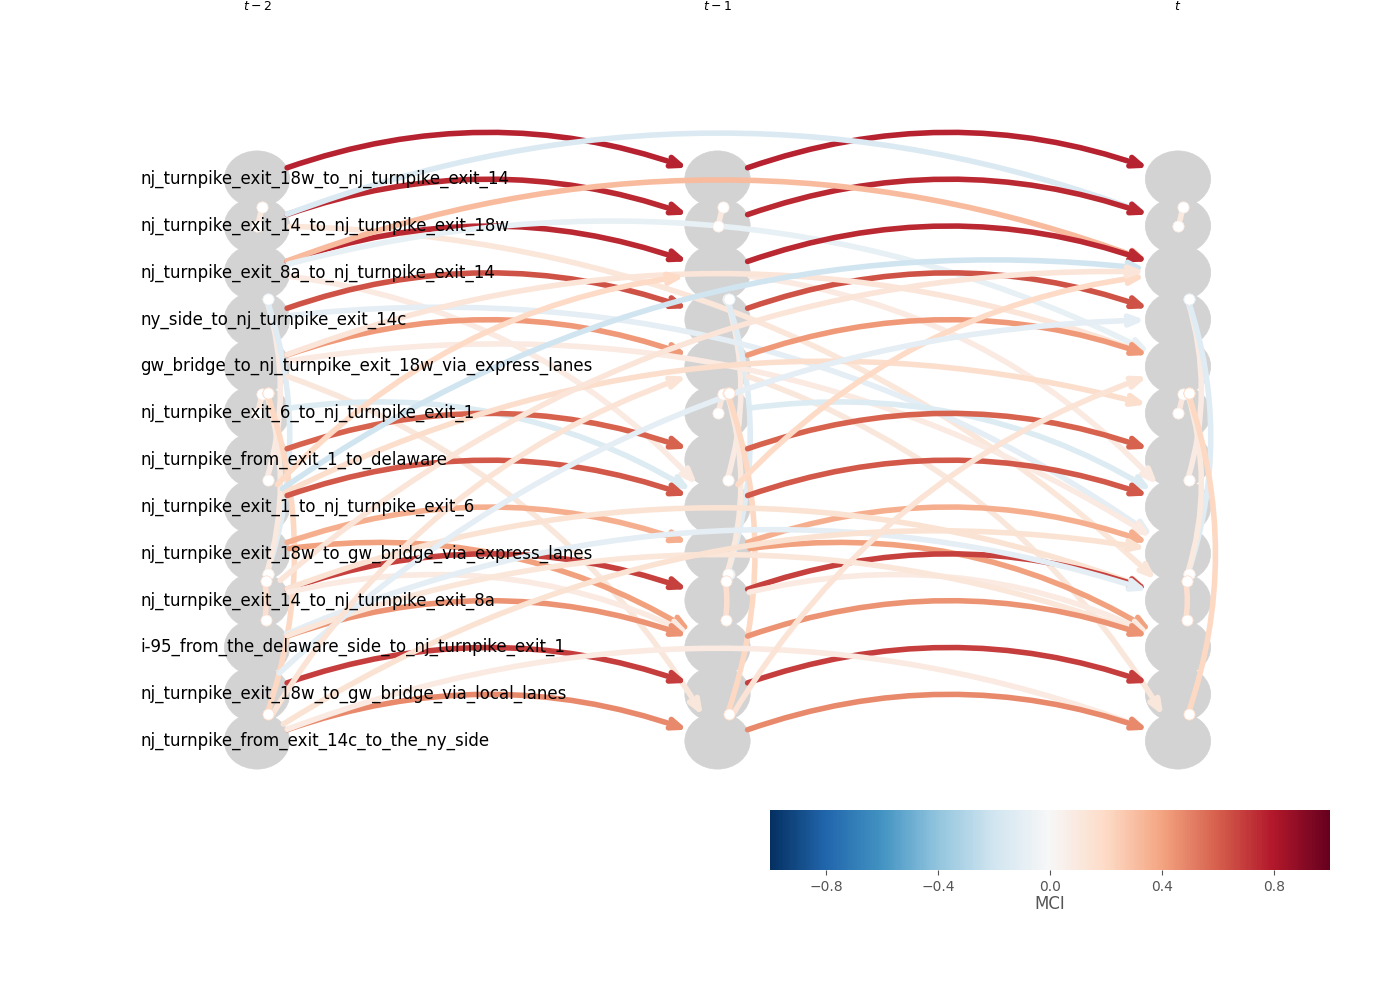 t − 2 t − 1 t
nj_turnpike_exit_18w_to_nj_turnpike_exit_14
nj_turnpike_exit_14_to_nj_turnpike_exit_18w
nj_turnpike_exit_8a_to_nj_turnpike_exit_14
ny_side_to_nj_turnpike_exit_14c
gw_bridge_to_nj_turnpike_exit_18w_via_express_lanes
nj_turnpike_exit_6_to_nj_turnpike_exit_1
nj_turnpike_from_exit_1_to_delaware
nj_turnpike_exit_1_to_nj_turnpike_exit_6
nj_turnpike_exit_18w_to_gw_bridge_via_express_lanes
nj_turnpike_exit_14_to_nj_turnpike_exit_8a
i-95_from_the_delaware_side_to_nj_turnpike_exit_1
nj_turnpike_exit_18w_to_gw_bridge_via_local_lanes
nj_turnpike_from_exit_14c_to_the_ny_side
−0.8 −0.4 0.0 0.4 0.8
MCI